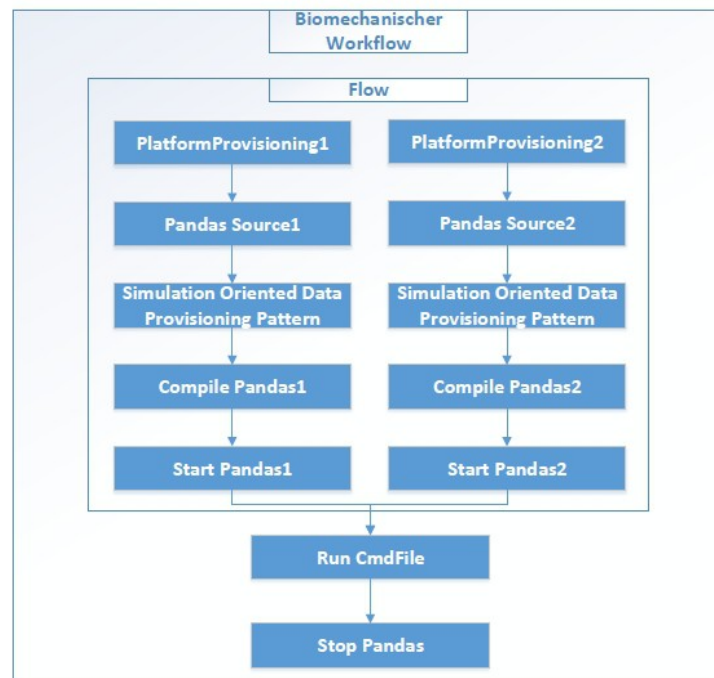 Biomechanischer
Workflow
Flow
PlatformProvisioning1
PlatformProvisioning2
Pandas Source1
Pandas Source2
Simulation Oriented Data
Provisioning Pattern
Simulation Oriented Data
Provisioning Pattern
Compile Pandas1
Compile Pandas2
Start Pandas1
Start Pandas2
Run CmdFile
Stop Pandas